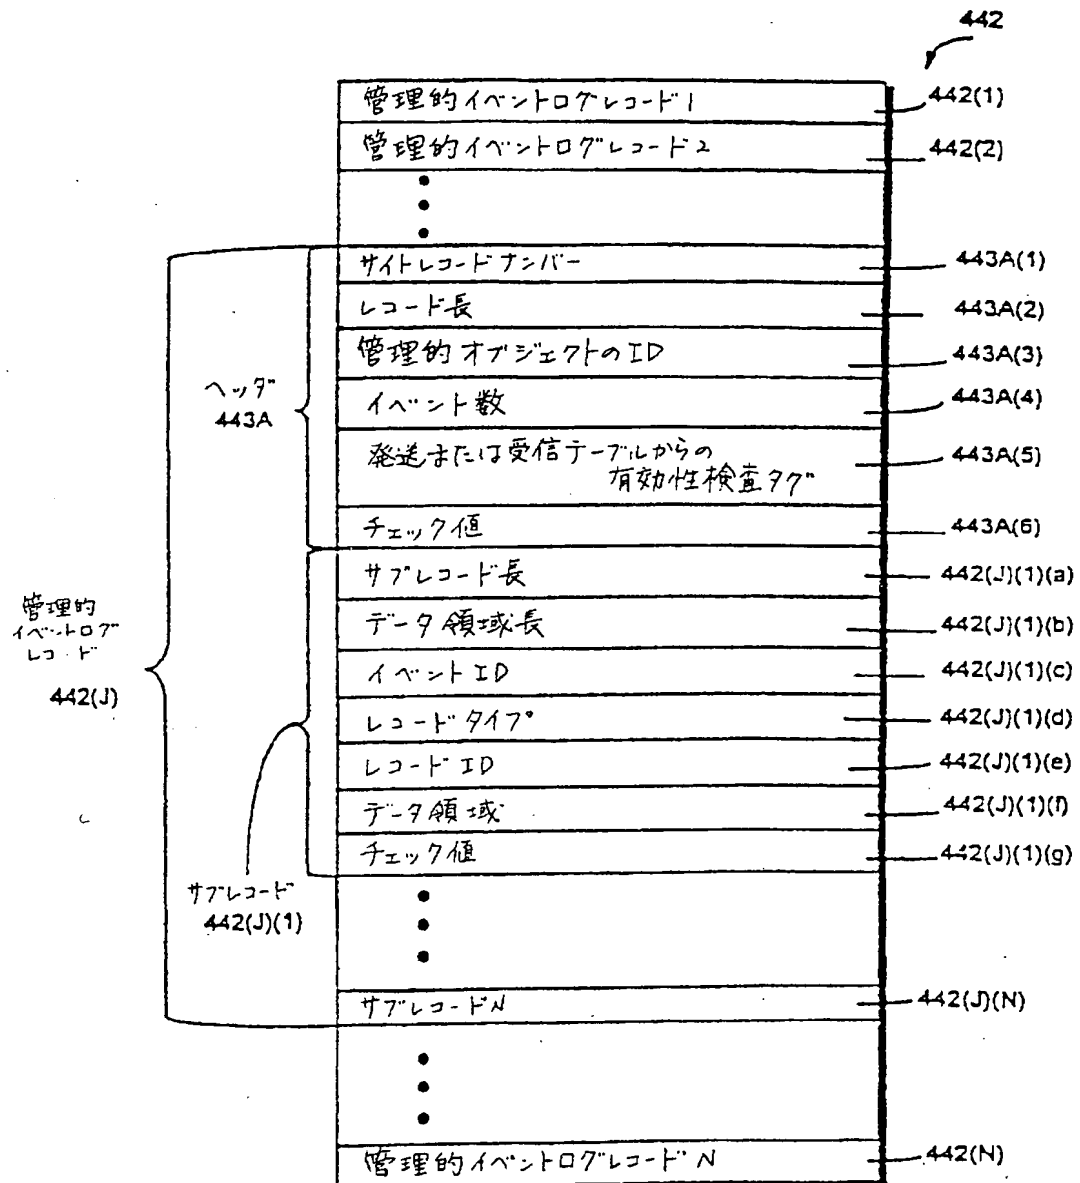 442
管理的イベントログレコード1 442(1)
管理的イベントログレコード2 442(2)
サイトレコードナンバー 443A(1)
レコード長 443A(2)
管理的オブジェクトのID 443A(3)
ヘッダ
443A
イベント数 443A(4)
発送または受信テーブルからの
有効性検査タグ 443A(5)
チェック値 443A(6)
サブレコード長 442(J)(1)(a)
管理的
イベントログ
レコード
442(J)
データ領域長 442(J)(1)(b)
イベントID 442(J)(1)(c)
レコードタイプ 442(J)(1)(d)
レコードID 442(J)(1)(e)
データ領域 442(J)(1)(f)
チェック値 442(J)(1)(g)
サブレコード
442(J)(1)
サブレコードN 442(J)(N)
管理的イベントログレコードN 442(N)